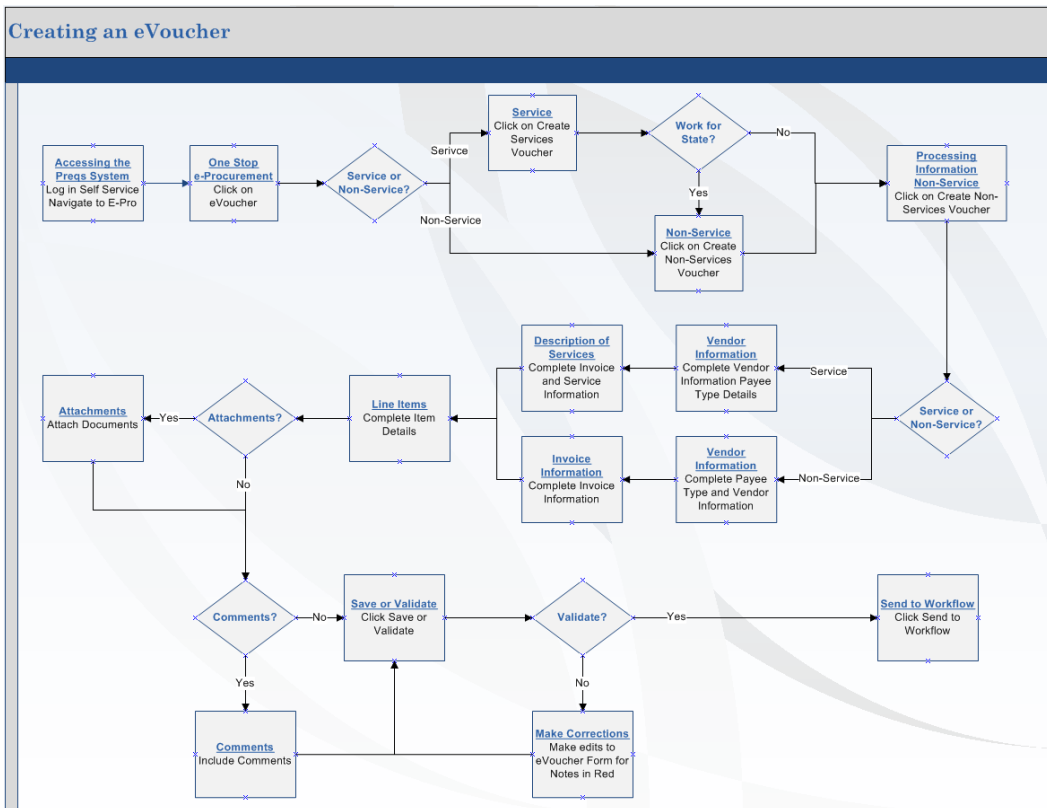 Creating an eVoucher
Accessing the
Preqs System
Log in Self Service
Navigate to E-Pro
One Stop
e-Procurement
Click on
eVoucher
Service or
Non-Service?
Serivce
Non-Service
Service
Click on Create
Services
Voucher
Work for
State?
No
Yes
Non-Service
Click on Create
Non-Services
Voucher
Processing
Information
Non-Service
Click on Create Non-
Services Voucher
Service or
Non-Service?
Service
Non-Service
Vendor
Information
Complete Vendor
Information Payee
Type Details
Description of
Services
Complete Invoice
and Service
Information
Vendor
Information
Complete Payee
Type and Vendor
Information
Invoice
Information
Complete Invoice
Information
Line Items
Complete Item
Details
Attachments?
Yes
No
Attachments
Attach Documents
Comments?
No
Yes
Comments
Include Comments
Save or Validate
Click Save or
Validate
Validate?
Yes
No
Send to Workflow
Click Send to
Workflow
Make Corrections
Make edits to
eVoucher Form for
Notes in Red